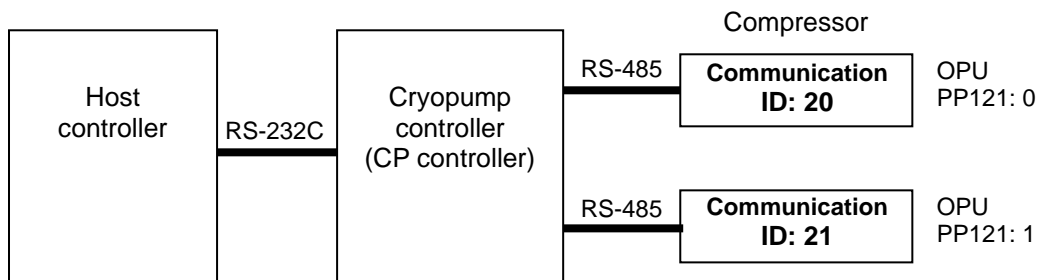 Compressor
Host
controller
RS-232C
Cryopump
controller
(CP controller)
RS-485
Communication
ID: 20
OPU
PP121: 0
RS-485
Communication
ID: 21
OPU
PP121: 1